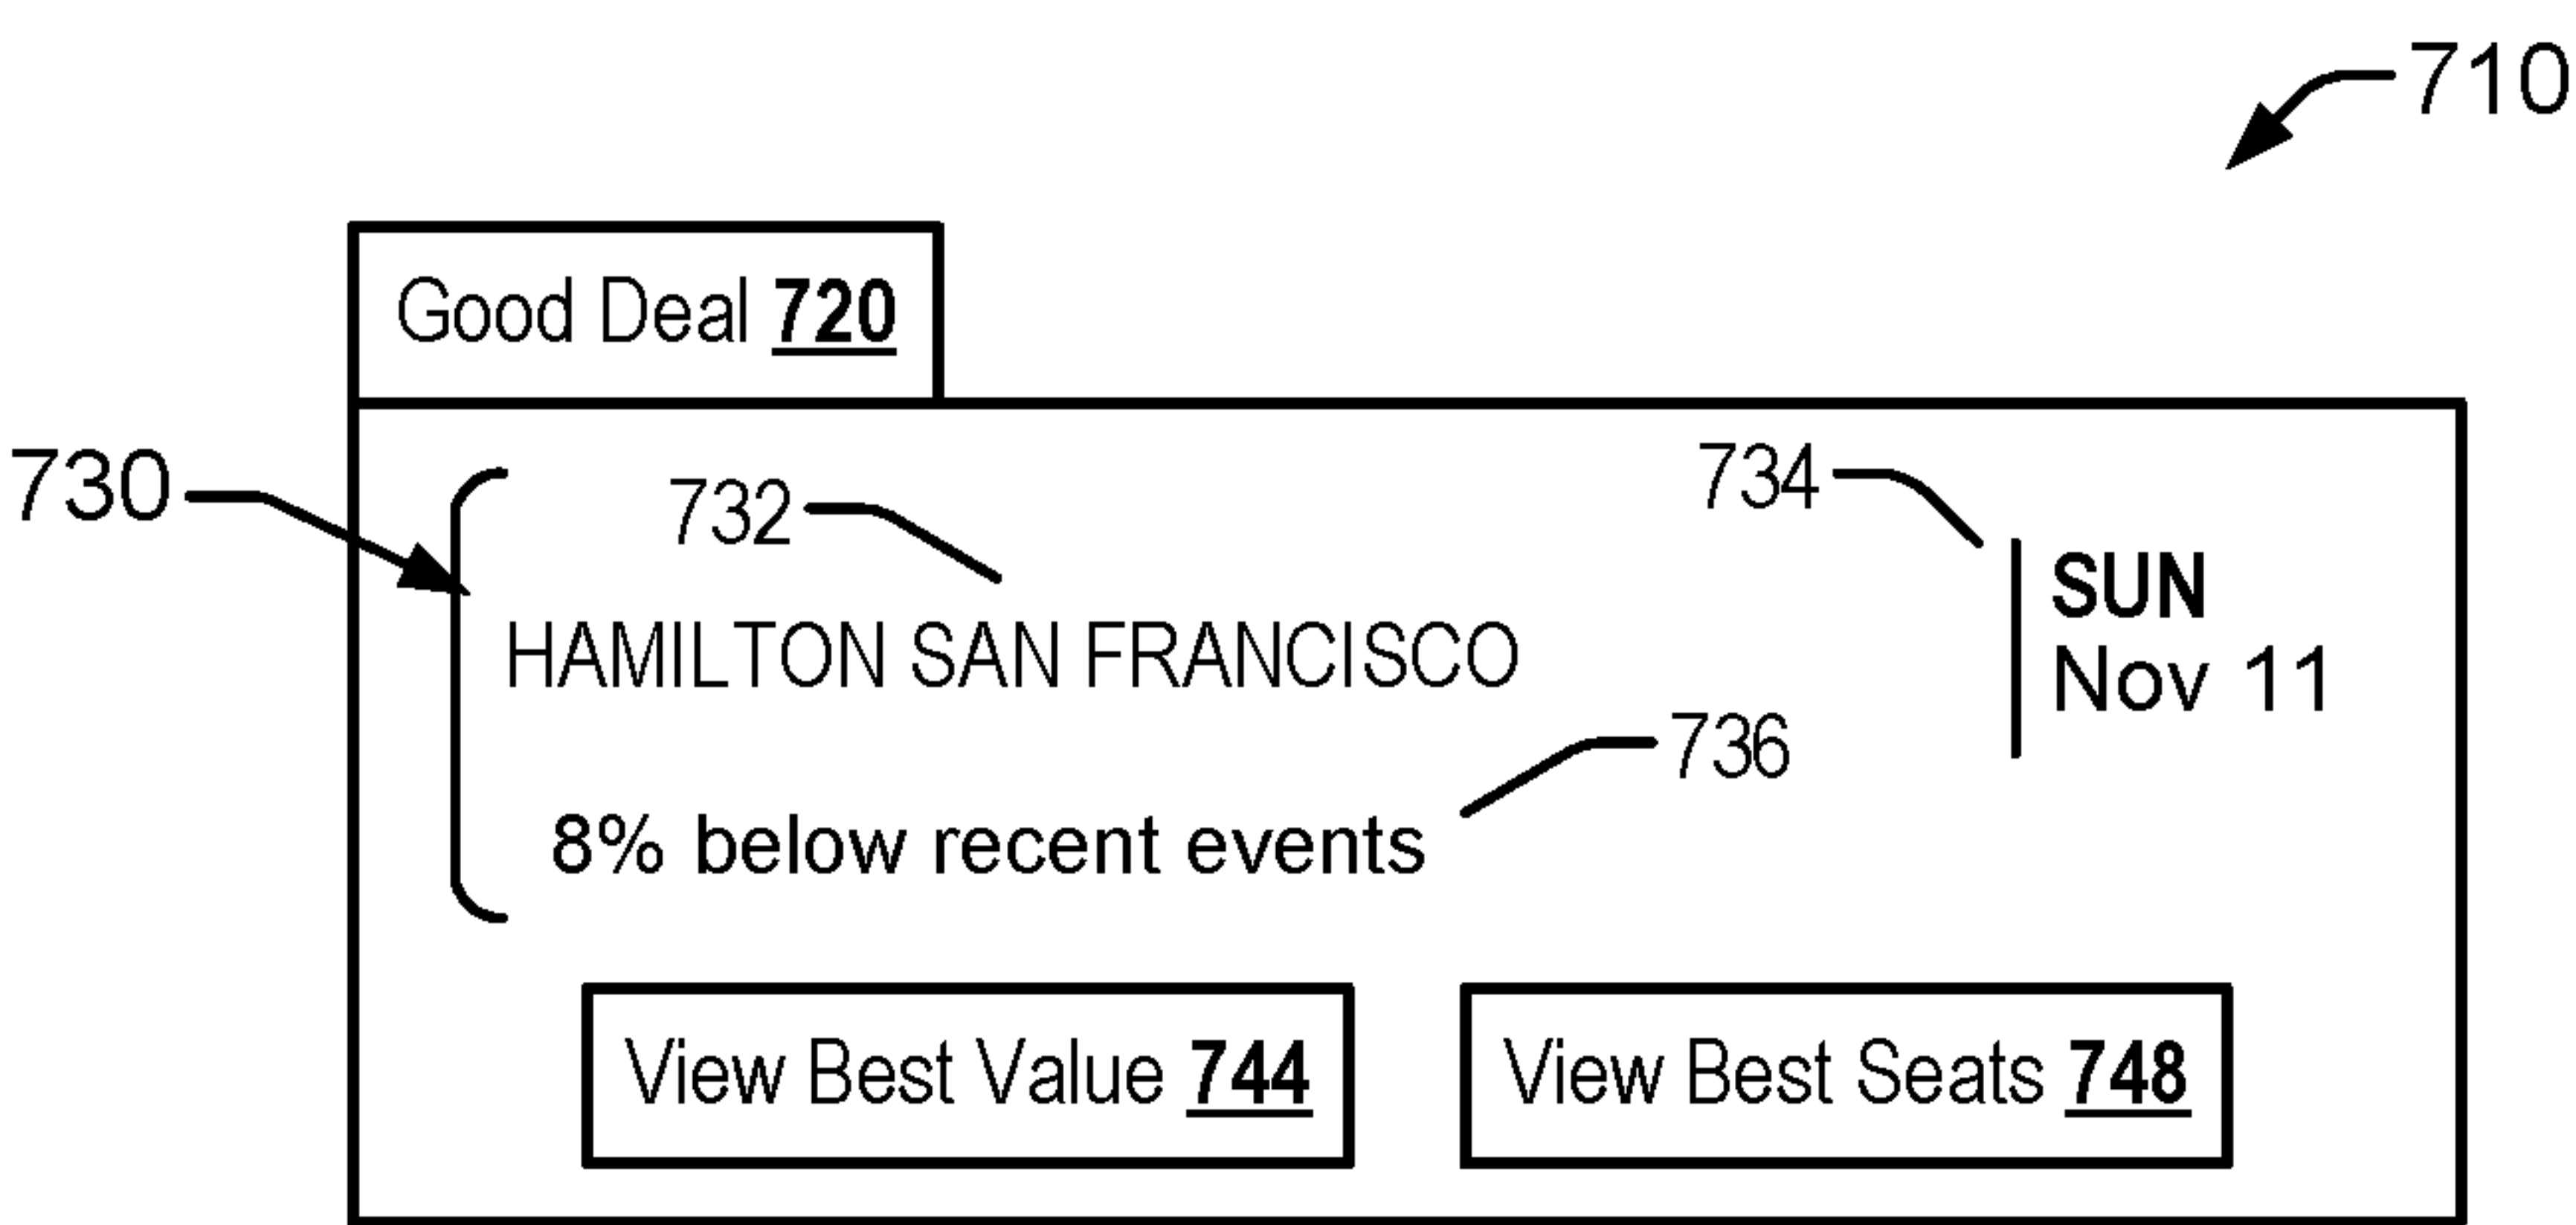 710
Good Deal 720
730
732
734
HAMILTON SAN FRANCISCO
SUN
Nov 11
736
8% below recent events
View Best Value 744
View Best Seats 748